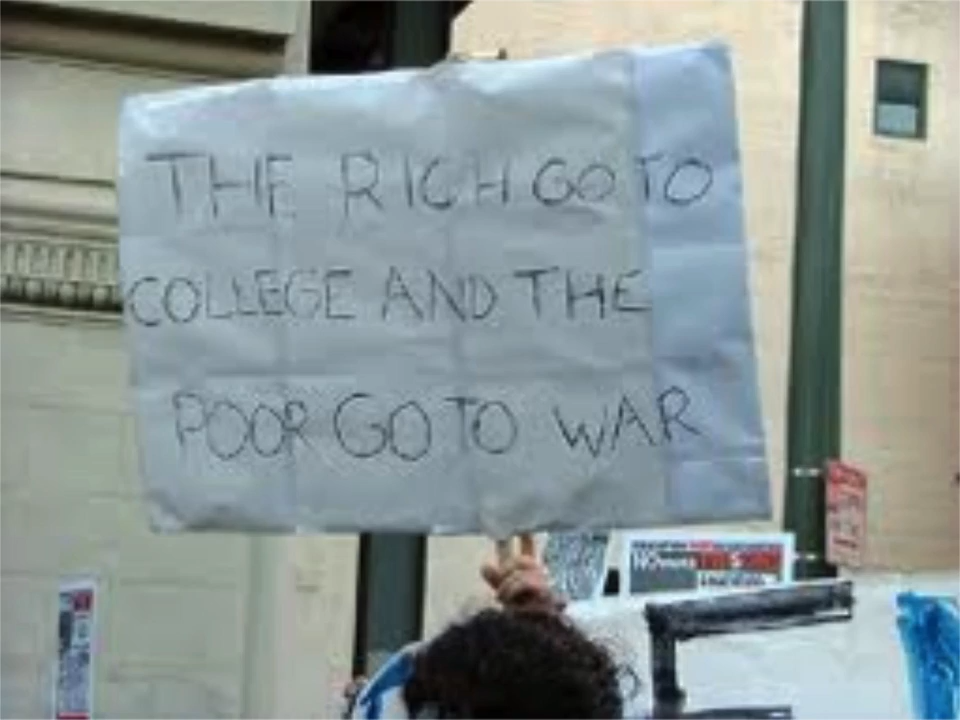 THE RICH GO TO
COLLEGE AND THE
POOR GO TO WAR